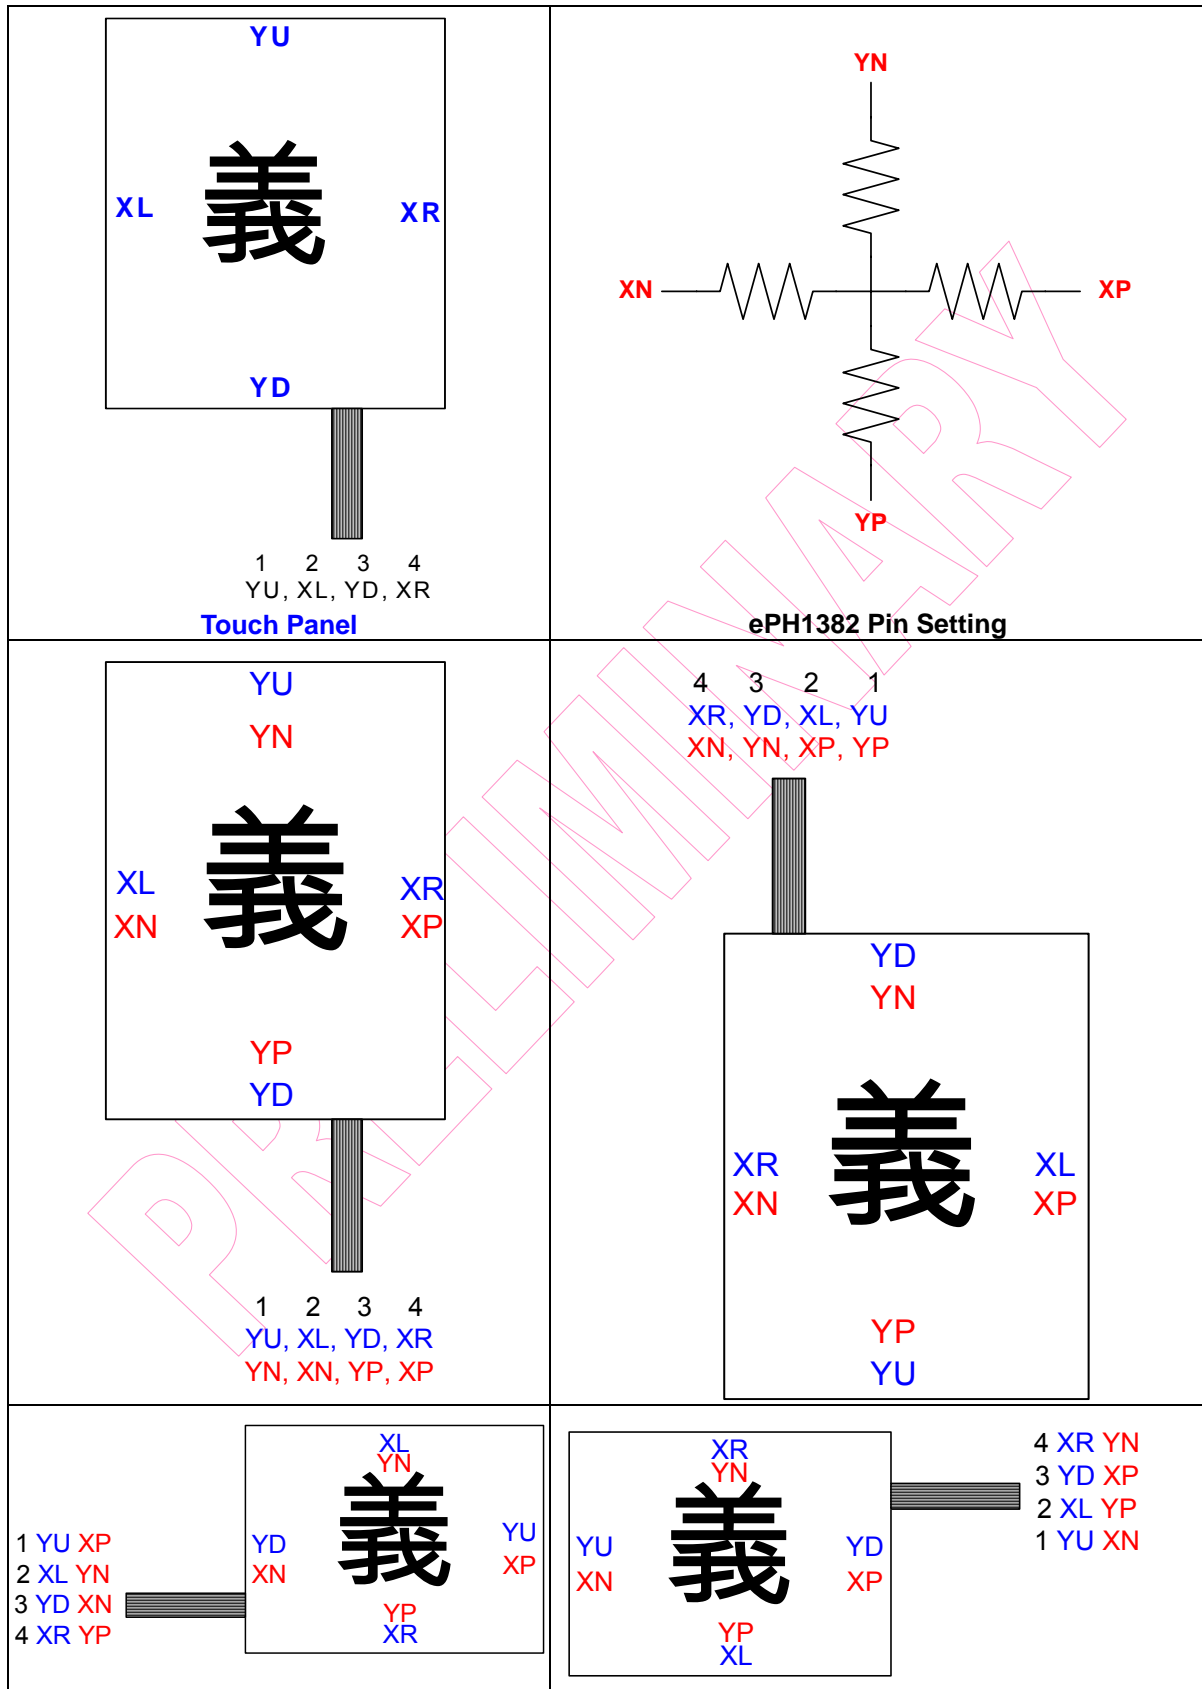 YU
義
XL
XR
YD
1 2 3 4
YU, XL, YD, XR
Touch Panel
YN
XN
XP
YP
ePH1382 Pin Setting
YU
YN
義
XL
XR
XN
XP
YP
YD
1 2 3 4
YU, XL, YD, XR
YN, XN, YP, XP
4 3 2 1
XR, YD, XL, YU
XN, YN, XP, YP
YD
YN
義
XR
XL
XN
XP
YP
YU
XL
YN
義
YD
YU
XN
XP
YP
XR
1 YU XP
2 XL YN
3 YD XN
4 XR YP
XR
YN
義
YU
YD
XN
XP
YP
XL
4 XR YN
3 YD XP
2 XL YP
1 YU XN
PRELIMINARY